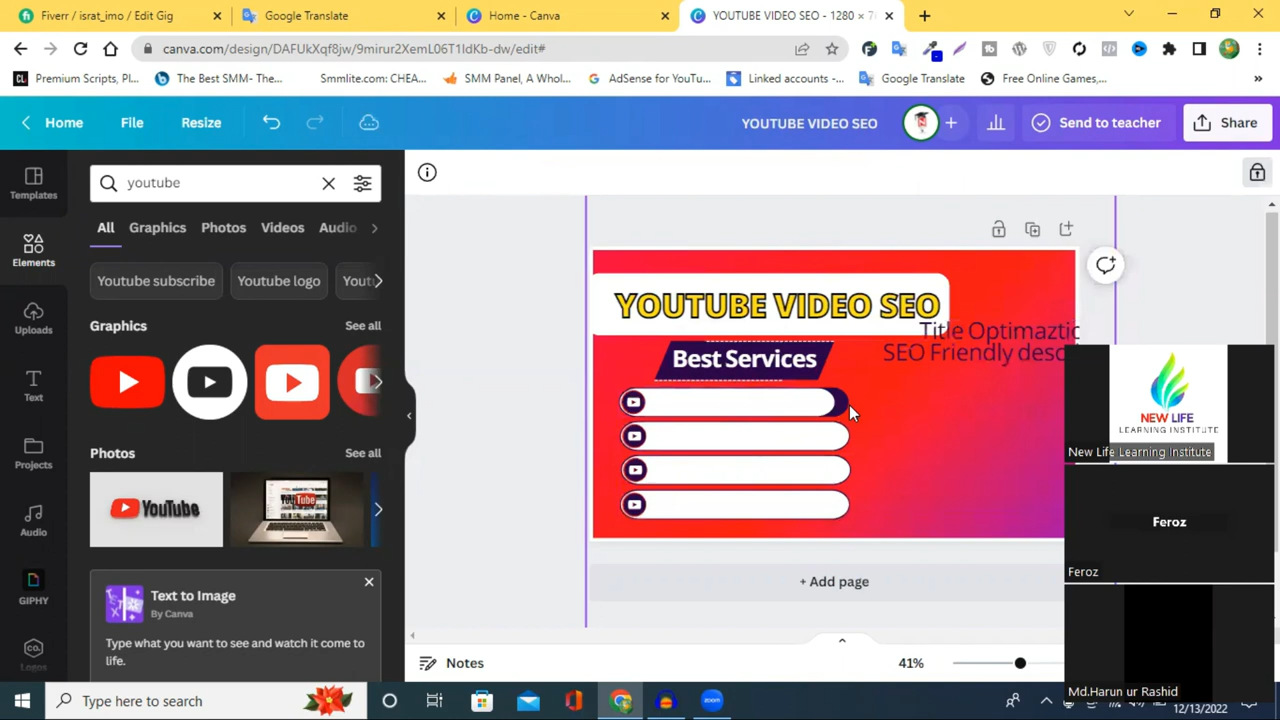 Fiverr / israt_imo / Edit Gig
Google Translate
Home - Canva
YOUTUBE VIDEO SEO - 1280 ×
canva.com/design/DAFUkXqf8jw/9mirur2XemL06T1IdKb-dw/edit#
Premium Scripts, Pl...
The Best SMM- The...
Smmlite.com: CHEA...
SMM Panel, A Whol...
AdSense for YouTu...
Linked accounts -...
Google Translate
Free Online Games,...
Home
File
Resize
YOUTUBE VIDEO SEO
Send to teacher
Share
Templates
Elements
Uploads
Text
Projects
Audio
GIPHY
Logos
youtube
All
Graphics
Photos
Videos
Audio
Youtube subscribe
Youtube logo
Yout
Graphics
See all
Photos
See all
YouTube
Text to Image
By Canva
Type what you want to see and watch it come to
life.
YOUTUBE VIDEO SEO
Title Optimaztic
SEO Friendly desc
Best Services
+ Add page
Notes
41%
NEW LIFE
LEARNING INSTITUTE
New Life Learning Institute
Feroz
Feroz
Md.Harun ur Rashid
Type here to search
zoom
12/13/2022